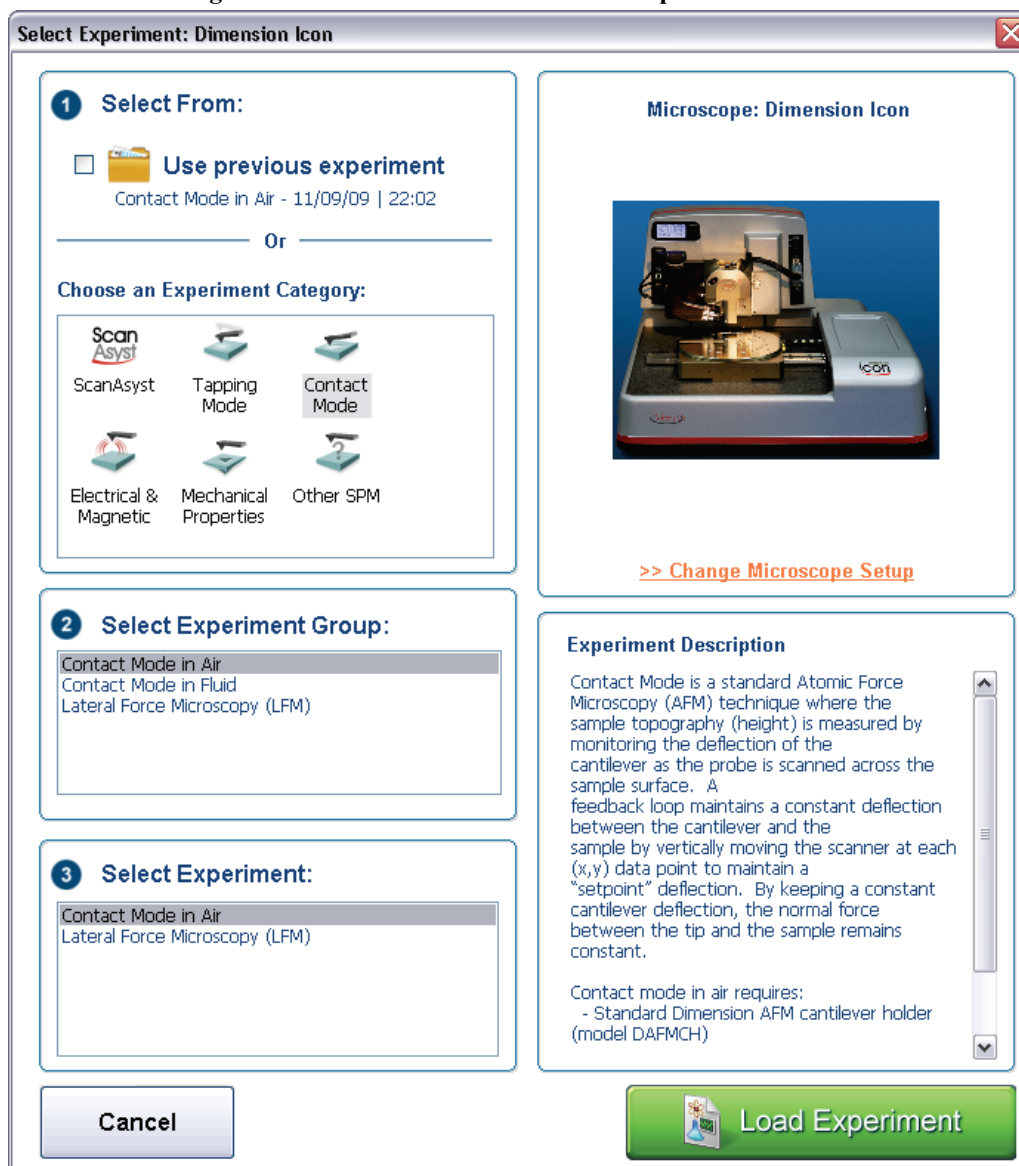 Select Experiment: Dimension Icon
1 Select From:
Use previous experiment
Contact Mode in Air - 11/09/09 | 22:02
Or
Choose an Experiment Category:
Scan
Asyst
ScanAsyst
Tapping
Mode
Contact
Mode
?
Electrical &
Magnetic
Mechanical
Properties
Other SPM
2 Select Experiment Group:
Contact Mode in Air
Contact Mode in Fluid
Lateral Force Microscopy (LFM)
3 Select Experiment:
Contact Mode in Air
Lateral Force Microscopy (LFM)
Cancel
Microscope: Dimension Icon
icon
>> Change Microscope Setup
Experiment Description
Contact Mode is a standard Atomic Force
Microscopy (AFM) technique where the
sample topography (height) is measured by
monitoring the deflection of the
cantilever as the probe is scanned across the
sample surface. A
feedback loop maintains a constant deflection
between the cantilever and the
sample by vertically moving the scanner at each
(x,y) data point to maintain a
"setpoint" deflection. By keeping a constant
cantilever deflection, the normal force
between the tip and the sample remains
constant.
Contact mode in air requires:
- Standard Dimension AFM cantilever holder
(model DAFMCH)
Load Experiment